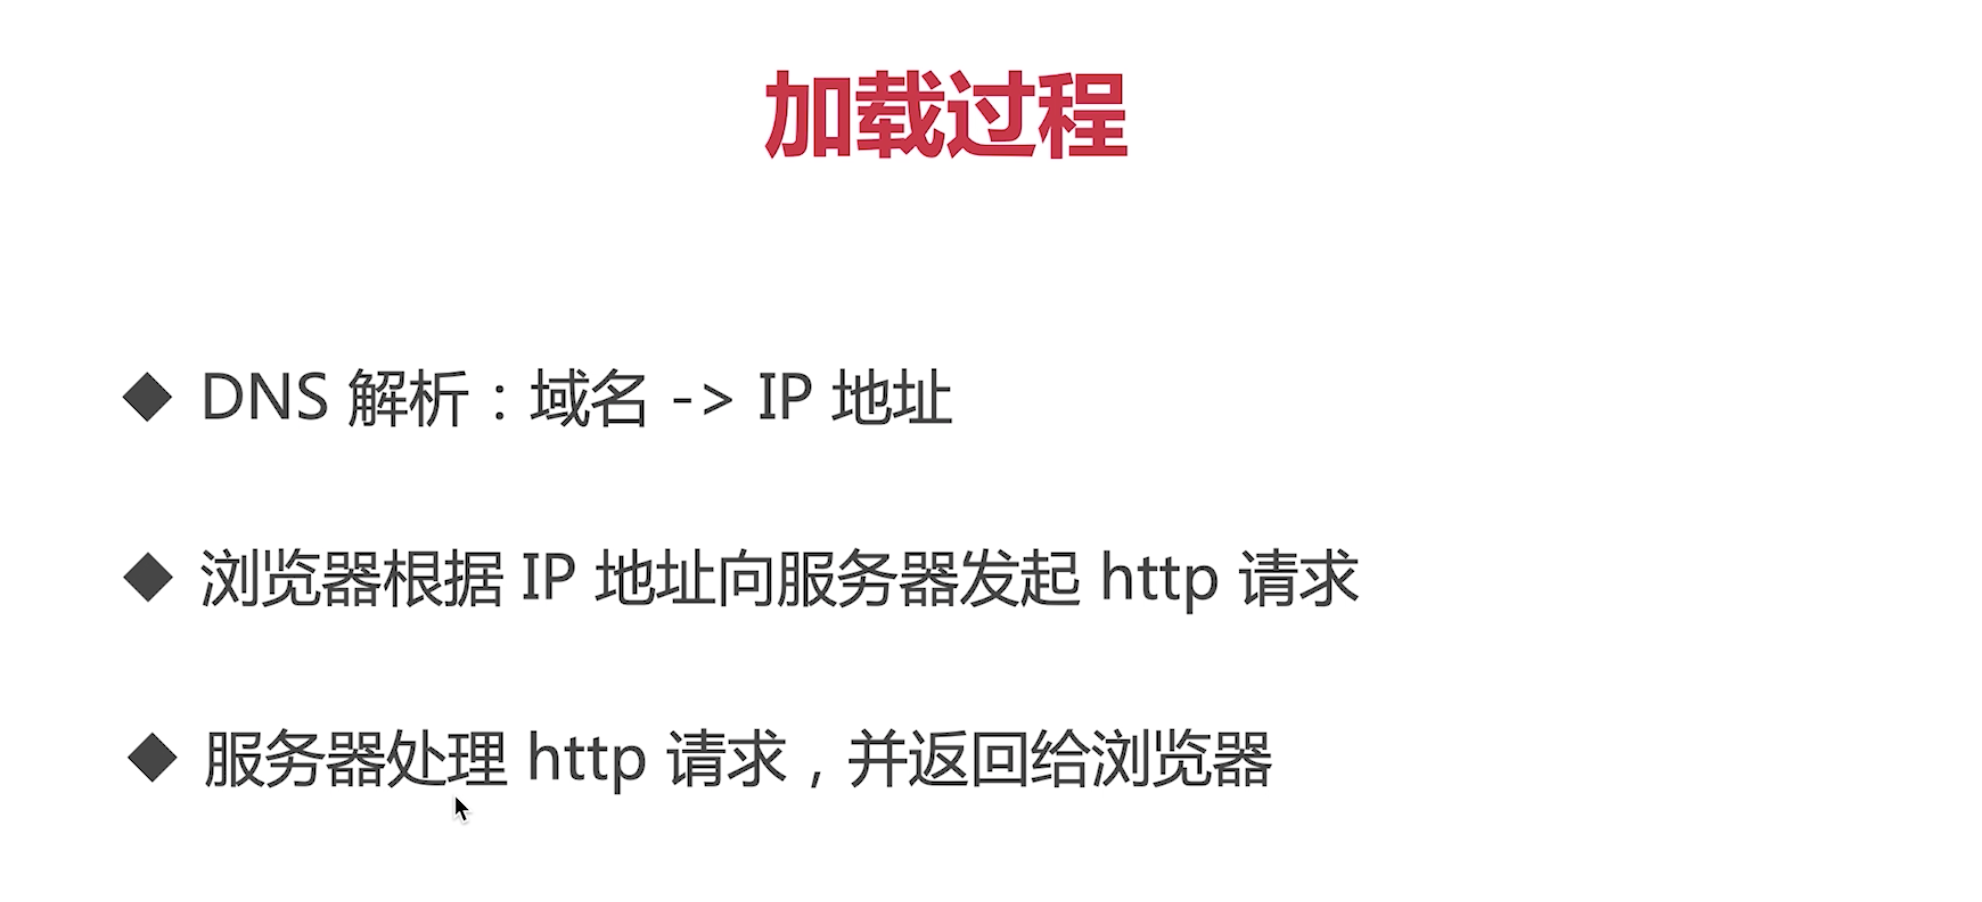 加载过程
◆ DNS 解析：域名 -> IP 地址
◆ 浏览器根据 IP 地址向服务器发起 http 请求
◆ 服务器处理 http 请求，并返回给浏览器